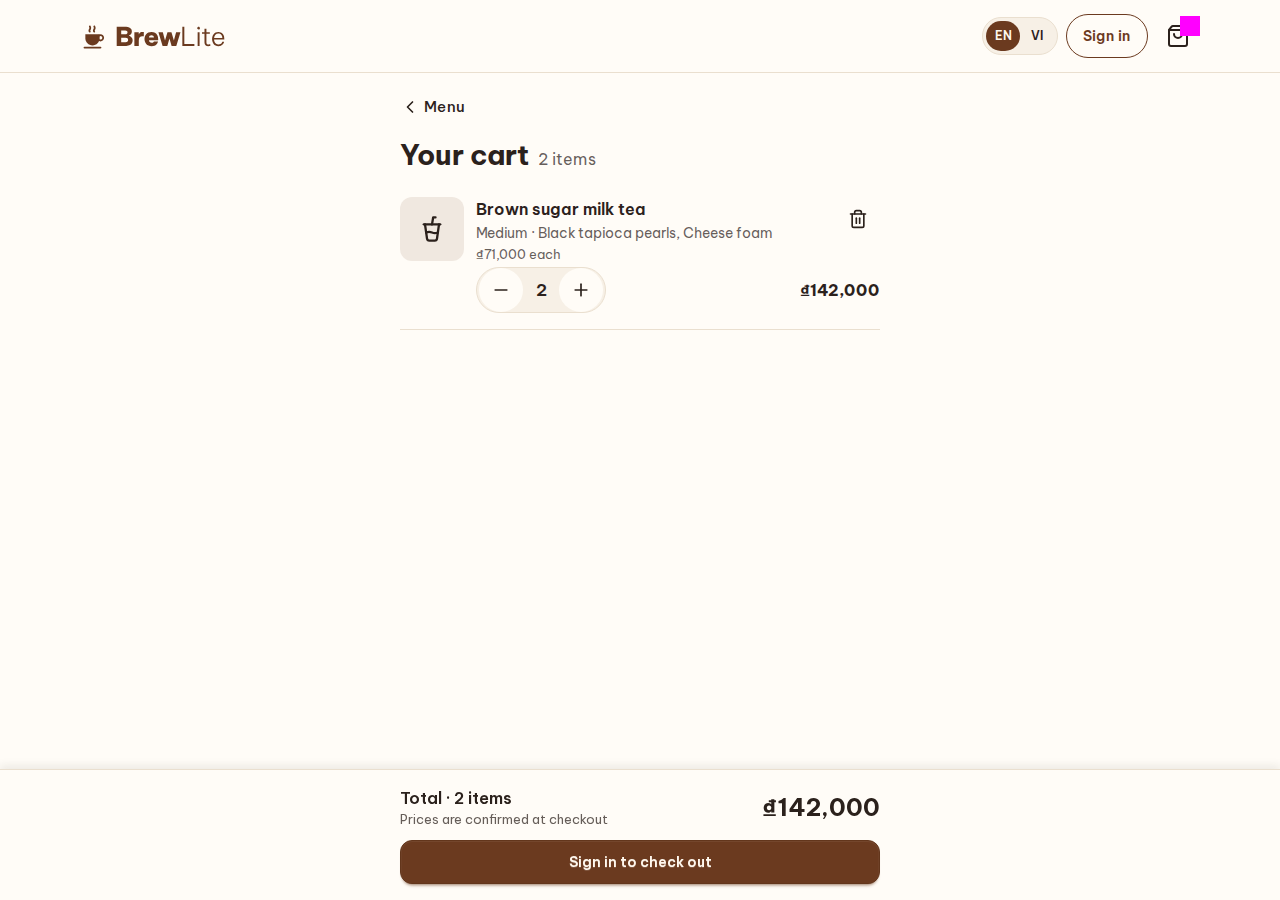 BrewLite
EN VI
Sign in
Menu
Your cart 2 items
Brown sugar milk tea
Medium · Black tapioca pearls, Cheese foam
₫71,000 each
2
₫142,000
Total · 2 items
₫142,000
Prices are confirmed at checkout
Sign in to check out